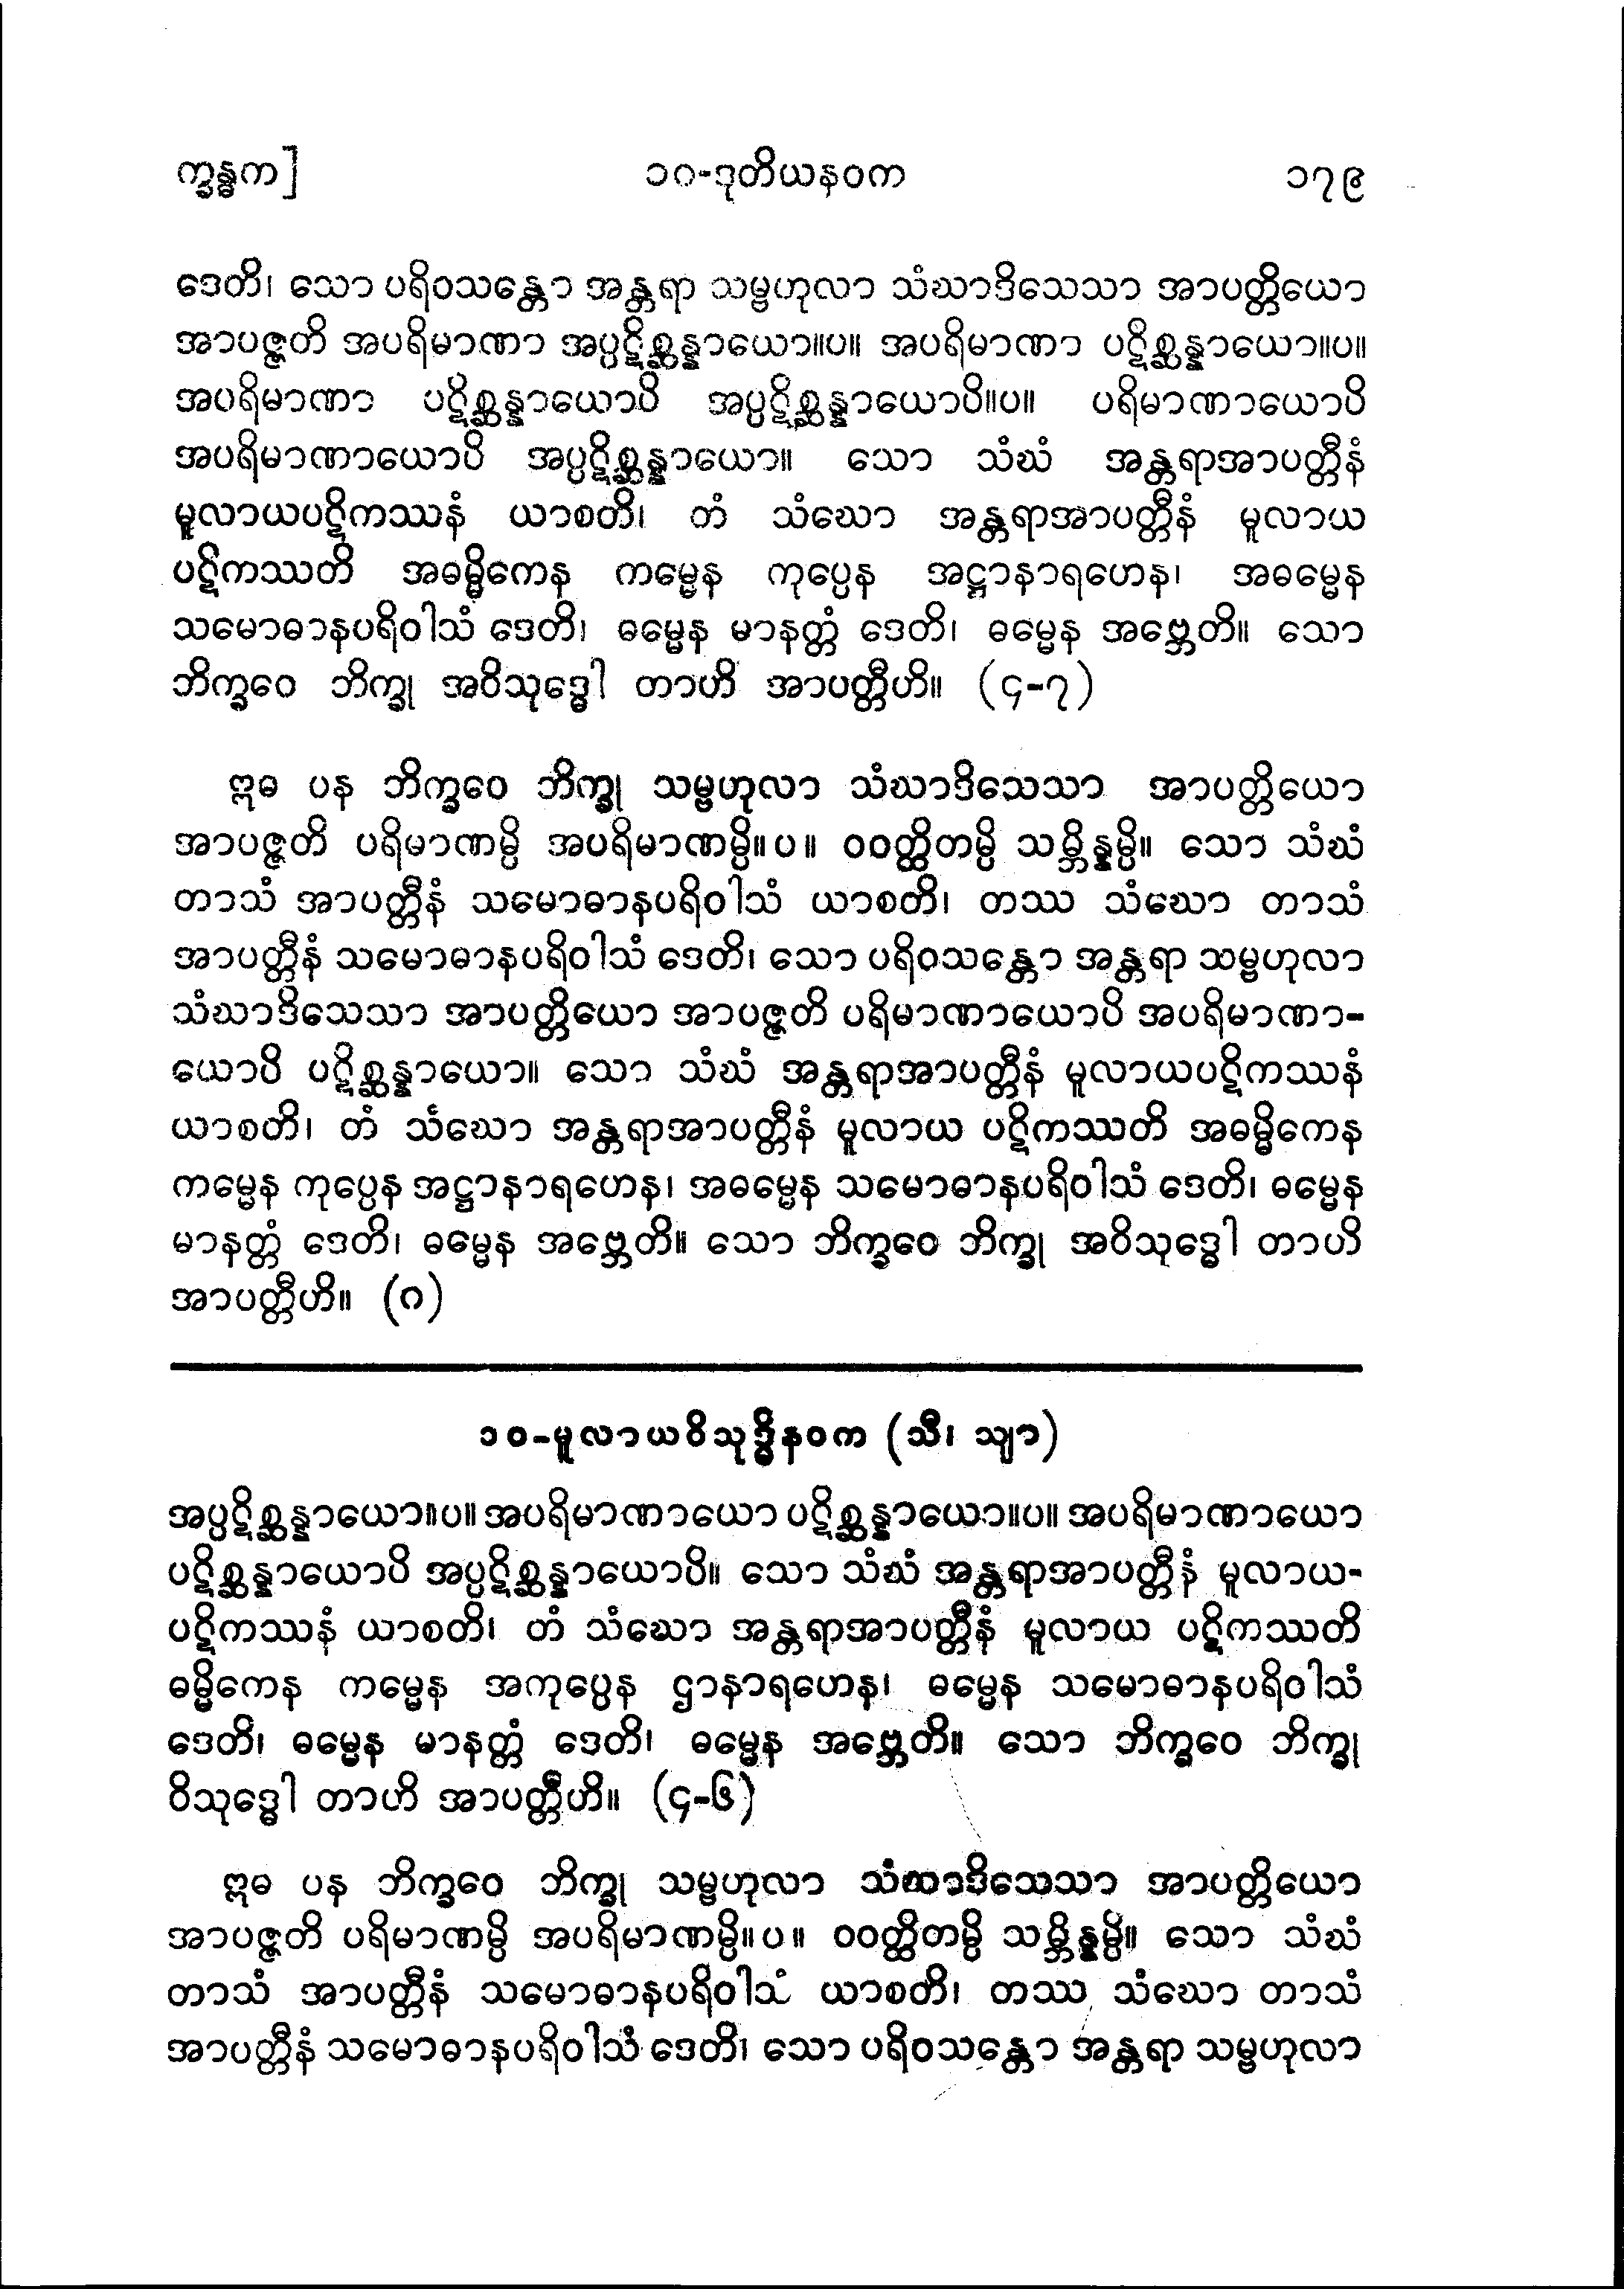 က္ခန္ဓက]
၁၀-ဒုတိယနဝက
၁၇၉
ဒေတိ၊ သော ပရိဝသန္တော အန္တရာ သမ္ဗဟုလာ သံဃာဒိသေသာ အာပတ္တိယော
အာပဇ္ဇတိ အပရိမာဏာ အပ္ပဋိစ္ဆန္နာယော။ပ။ အပရိမာဏာ ပဋိစ္ဆန္နာယော။ပ။
အပရိမာဏာ ပဋိစ္ဆန္နာယောပိ အပ္ပဋိစ္ဆန္နာယောပိ။ပ။ ပရိမာဏာယောပိ
အပရိမာဏာယောပိ အပ္ပဋိစ္ဆန္နာယော။ သော သံဃံ အန္တရာအာပတ္တီနံ
မူလာယပဋိကဿနံ ယာစတိ၊ တံ သံဃော အန္တရာအာပတ္တီနံ မူလာယ
ပဋိကဿတိ အဓမ္မိကေန ကမ္မေန ကုပ္ပေန အဋ္ဌာနာရဟေန၊ အဓမ္မေန
သမောဓာနပရိဝါသံ ဒေတိ၊ ဓမ္မေန မာနတ္တံ ဒေတိ၊ ဓမ္မေန အဗ္ဘေတိ။ သော
ဘိက္ခဝေ ဘိက္ခု အဝိသုဒ္ဓေါ တာဟိ အာပတ္တီဟိ။ (၄-၇)
ဣဓ ပန ဘိက္ခဝေ ဘိက္ခု သမ္ဗဟုလာ သံဃာဒိသေသာ အာပတ္တိယော
အာပဇ္ဇတိ ပရိမာဏမ္ပိ အပရိမာဏမ္ပိ။ပ။ ဝဝတ္ထိတမ္ပိ သမ္ဘိန္နမ္ပိ။ သော သံဃံ
တာသံ အာပတ္တီနံ သမောဓာနပရိဝါသံ ယာစတိ၊ တဿ သံဃော တာသံ
အာပတ္တီနံ သမောဓာနပရိဝါသံ ဒေတိ၊ သော ပရိဝသန္တော အန္တရာ သမ္ဗဟုလာ
သံဃာဒိသေသာ အာပတ္တိယော အာပဇ္ဇတိ ပရိမာဏာယောပိ အပရိမာဏာ-
ယောပိ ပဋိစ္ဆန္နာယော။ သော သံဃံ အန္တရာအာပတ္တီနံ မူလာယပဋိကဿနံ
ယာစတိ၊ တံ သံဃော အန္တရာအာပတ္တီနံ မူလာယ ပဋိကဿတိ အဓမ္မိကေန
ကမ္မေန ကုပ္ပေန အဋ္ဌာနာရဟေန၊ အဓမ္မေန သမောဓာနပရိဝါသံ ဒေတိ၊ ဓမ္မေန
မာနတ္တံ ဒေတိ၊ ဓမ္မေန အဗ္ဘေတိ။ သော ဘိက္ခဝေ ဘိက္ခု အဝိသုဒ္ဓေါ တာဟိ
အာပတ္တီဟိ။ (၈)
၁၀-မူလာယဝိသုဒ္ဓိနဝက (သီ၊ သျာ)
အပ္ပဋိစ္ဆန္နာယော။ပ။ အပရိမာဏာယော ပဋိစ္ဆန္နာယော။ပ။ အပရိမာဏာယော
ပဋိစ္ဆန္နာယောပိ အပ္ပဋိစ္ဆန္နာယောပိ။ သော သံဃံ အန္တရာအာပတ္တီနံ မူလာယ-
ပဋိကဿနံ ယာစတိ၊ တံ သံဃော အန္တရာအာပတ္တီနံ မူလာယ ပဋိကဿတိ
ဓမ္မိကေန ကမ္မေန အကုပ္ပေန ဌာနာရဟေန၊ ဓမ္မေန သမောဓာနပရိဝါသံ
ဒေတိ၊ ဓမ္မေန မာနတ္တံ ဒေတိ၊ ဓမ္မေန အဗ္ဘေတိ။ သော ဘိက္ခဝေ ဘိက္ခု
ဝိသုဒ္ဓေါ တာဟိ အာပတ္တီဟိ။ (၄-၆)
ဣဓ ပန ဘိက္ခဝေ ဘိက္ခု သမ္ဗဟုလာ သံဃာဒိသေသာ အာပတ္တိယော
အာပဇ္ဇတိ ပရိမာဏမ္ပိ အပရိမာဏမ္ပိ။ပ။ ဝဝတ္ထိတမ္ပိ သမ္ဘိန္နမ္ပိ။ သော သံဃံ
တာသံ အာပတ္တီနံ သမောဓာနပရိဝါသံ ယာစတိ၊ တဿ သံဃော တာသံ
အာပတ္တီနံ သမောဓာနပရိဝါသံ ဒေတိ၊ သော ပရိဝသန္တော အန္တရာ သမ္ဗဟုလာ